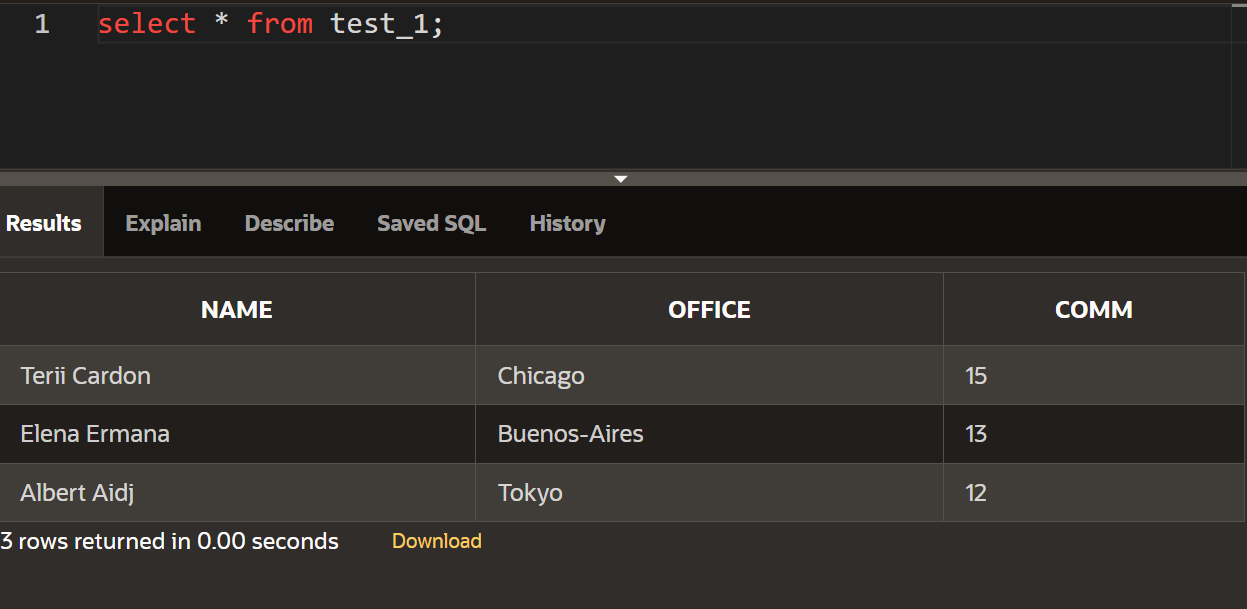 1 select * from test_1;
Results Explain Describe Saved SQL History
NAME OFFICE COMM
Terii Cardon Chicago 15
Elena Ermana Buenos-Aires 13
Albert Aidj Tokyo 12
3 rows returned in 0.00 seconds Download